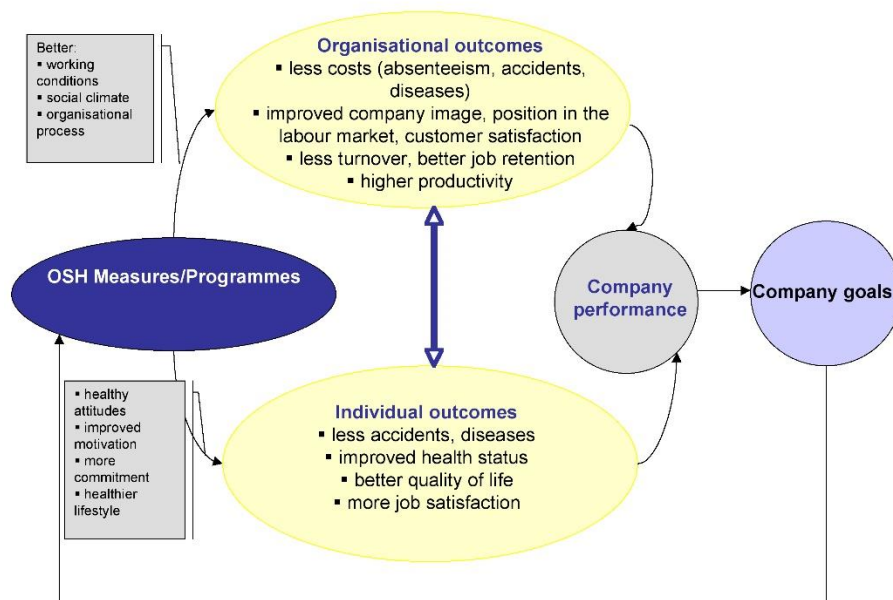 Better:
▪ working
conditions
▪ social climate
▪ organisational
process
Organisational outcomes
▪ less costs (absenteeism, accidents,
diseases)
▪ improved company image, position in the
labour market, customer satisfaction
▪ less turnover, better job retention
▪ higher productivity
OSH Measures/Programmes
Company
performance
Company goals
▪ healthy
attitudes
▪ improved
motivation
▪ more
commitment
▪ healthier
lifestyle
Individual outcomes
▪ less accidents, diseases
▪ improved health status
▪ better quality of life
▪ more job satisfaction